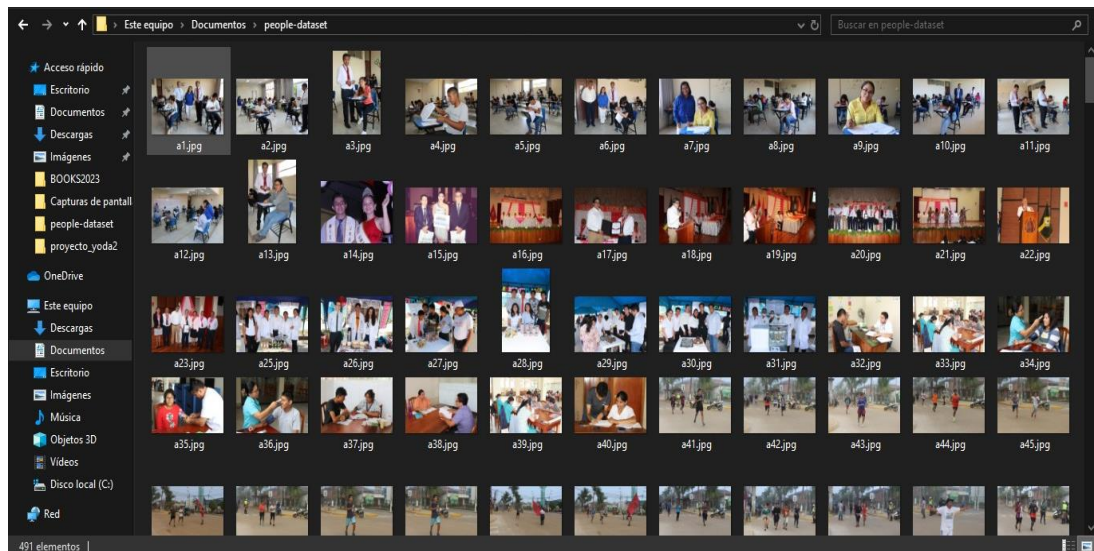 Este equipo > Documentos > people-dataset
Buscar en people-dataset
Acceso rápido
Escritorio
Documentos
Descargas
Imágenes
BOOKS2023
Capturas de pantall
people-dataset
proyecto_yoda2
OneDrive
Este equipo
Descargas
Documentos
Escritorio
Imágenes
Música
Objetos 3D
Vídeos
Disco local (C:)
Red
a1.jpg a2.jpg a3.jpg a4.jpg a5.jpg a6.jpg a7.jpg a8.jpg a9.jpg a10.jpg a11.jpg
a12.jpg a13.jpg a14.jpg a15.jpg a16.jpg a17.jpg a18.jpg a19.jpg a20.jpg a21.jpg a22.jpg
a23.jpg a25.jpg a26.jpg a27.jpg a28.jpg a29.jpg a30.jpg a31.jpg a32.jpg a33.jpg a34.jpg
a35.jpg a36.jpg a37.jpg a38.jpg a39.jpg a40.jpg a41.jpg a42.jpg a43.jpg a44.jpg a45.jpg
491 elementos